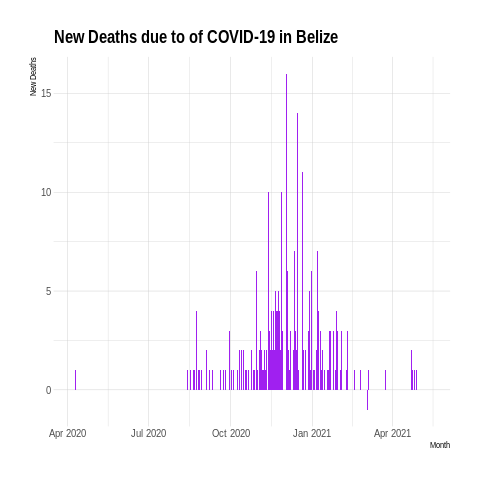 New Deaths due to of COVID-19 in Belize
New Deaths
15
10
5
0
Apr 2020 Jul 2020 Oct 2020 Jan 2021 Apr 2021
Month